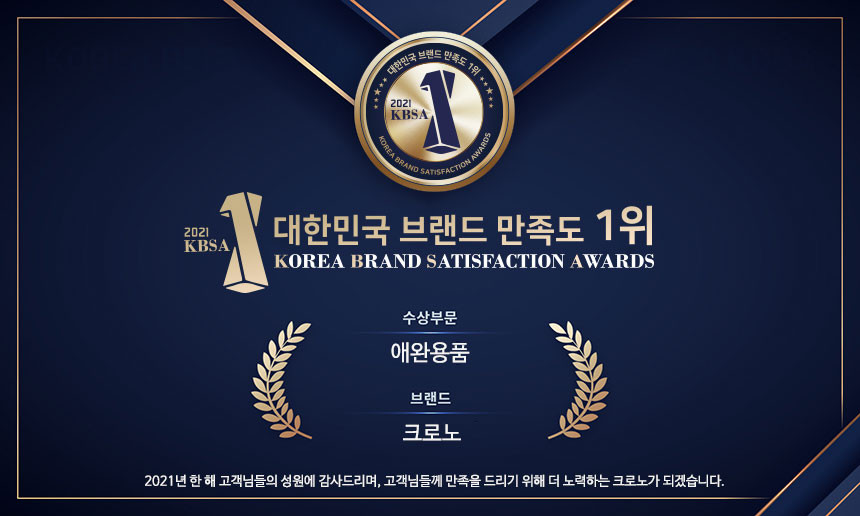 대한민국 브랜드 만족도 1위
2021
KBSA
KOREA BRAND SATISFACTION AWARDS
2021
KBSA
대한민국 브랜드 만족도 1위
KOREA BRAND SATISFACTION AWARDS
수상부문
애완용품
브랜드
크로노
2021년 한 해 고객님들의 성원에 감사드리며, 고객님들께 만족을 드리기 위해 더 노력하는 크로노가 되겠습니다.